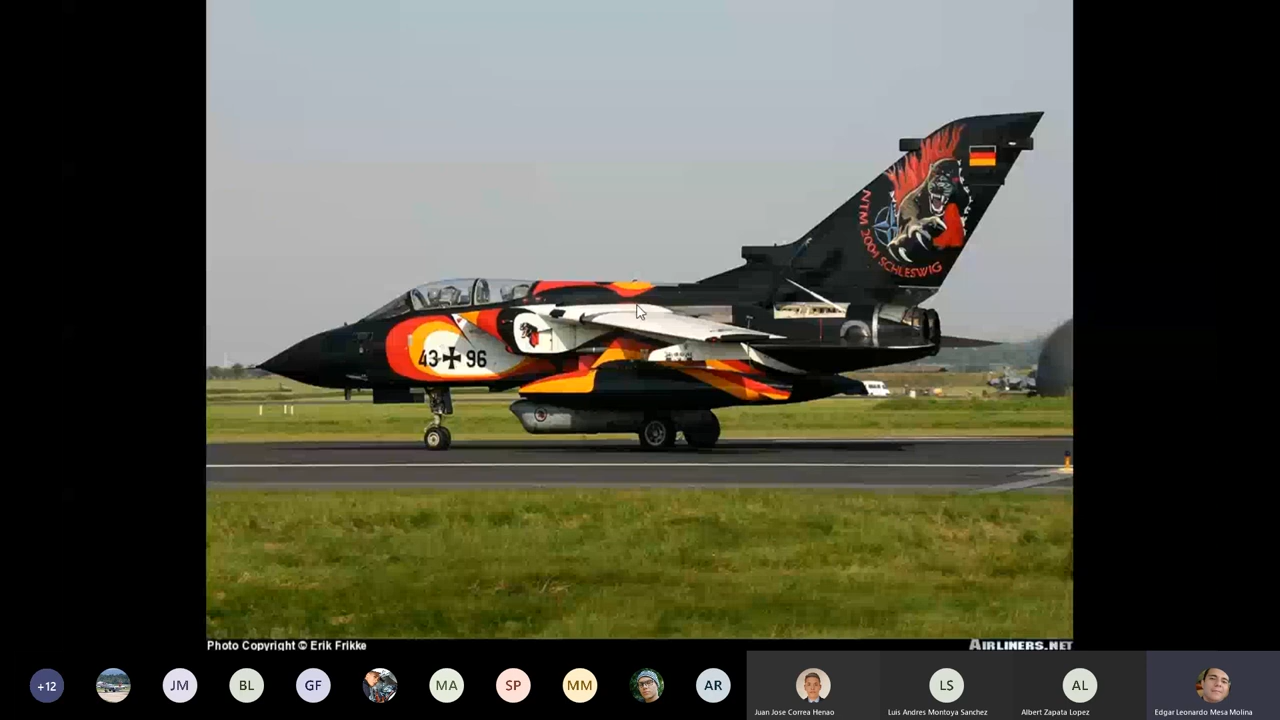 NTM 2004 SCHLESWIG
43 96
Photo Copyright © Erik Frikke
AIRLINERS.NET
+12
JM
BL
GF
MA
SP
MM
AR
LS
AL
Juan Jose Correa Henao
Luis Andres Montoya Sanchez
Albert Zapata Lopez
Edgar Leonardo Mesa Molina